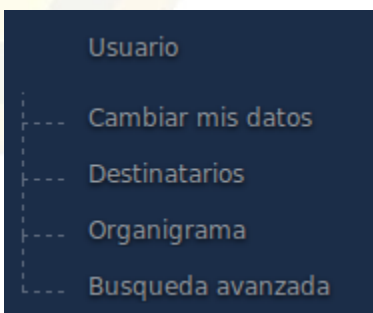 Usuario
Cambiar mis datos
Destinatarios
Organigrama
Busqueda avanzada